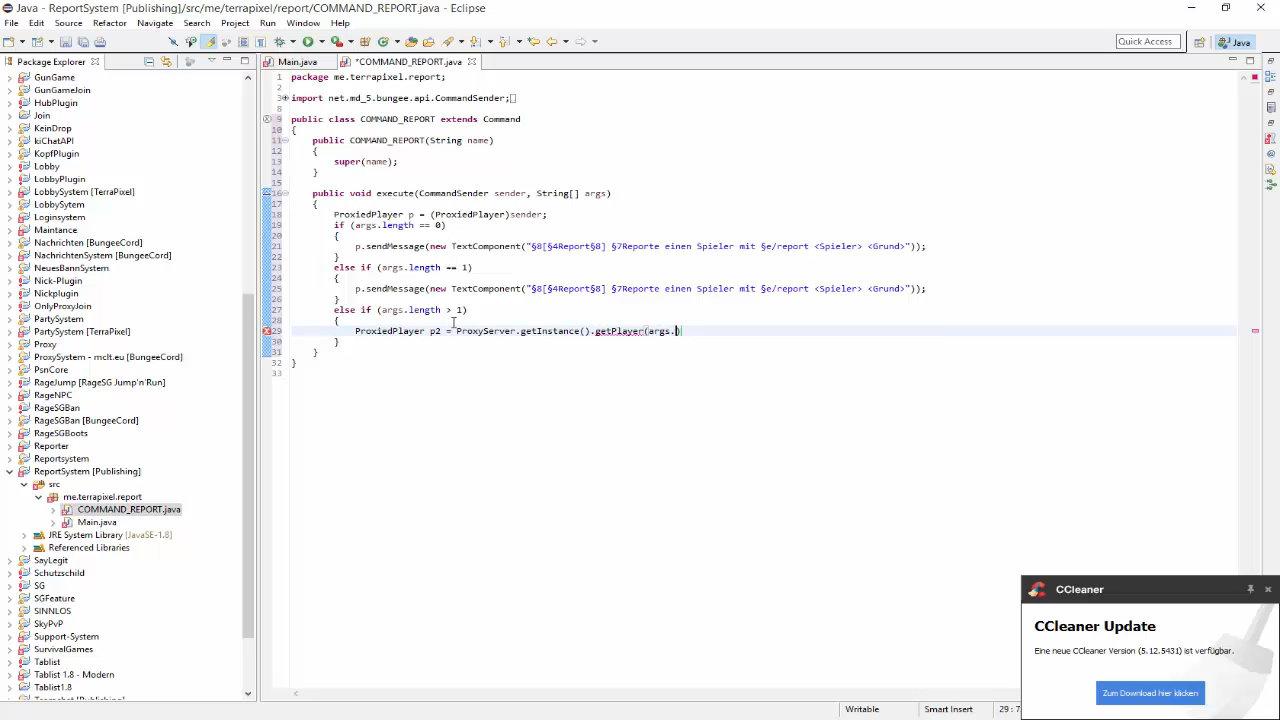 Java - ReportSystem [Publishing]/src/me/terrapixel/report/COMMAND_REPORT.java - Eclipse
File Edit Source Refactor Navigate Search Project Run Window Help
Quick Access
Java
Package Explorer
Main.java
*COMMAND_REPORT.java
GunGame
GunGameJoin
HubPlugin
Join
KeinDrop
kiChatAPI
KopfPlugin
Lobby
LobbyPlugin
LobbySystem [TerraPixel]
LobbySytem
Loginsystem
Maintance
Nachrichten [BungeeCord]
NachrichtenSystem [BungeeCord]
NeuesBannSystem
Nick-Plugin
Nickplugin
OnlyProxyJoin
PartySystem
PartySystem [TerraPixel]
Proxy
ProxySystem - mclt.eu [BungeeCord]
PsnCore
RageJump [RageSG Jump'n'Run]
RageNPC
RageSGBan
RageSGBan [BungeeCord]
RageSGBoots
Reporter
Reportsystem
ReportSystem [Publishing]
src
me.terrapixel.report
COMMAND_REPORT.java
Main.java
JRE System Library [JavaSE-1.8]
Referenced Libraries
SayLegit
Schutzschild
SG
SGFeature
SINNLOS
SkyPvP
Support-System
SurvivalGames
Tablist
Tablist 1.8 - Modern
Tablist1.8
1 package me.terrapixel.report;
2
3 import net.md_5.bungee.api.CommandSender;
8
9 public class COMMAND_REPORT extends Command
10 {
11 public COMMAND_REPORT(String name)
12 {
13 super(name);
14 }
15
16 public void execute(CommandSender sender, String[] args)
17 {
18 ProxiedPlayer p = (ProxiedPlayer)sender;
19 if (args.length == 0)
20 {
21 p.sendMessage(new TextComponent("§8[§4Report§8] §7Reporte einen Spieler mit §e/report <Spieler> <Grund>"));
22 }
23 else if (args.length == 1)
24 {
25 p.sendMessage(new TextComponent("§8[§4Report§8] §7Reporte einen Spieler mit §e/report <Spieler> <Grund>"));
26 }
27 else if (args.length > 1)
28 {
29 ProxiedPlayer p2 = ProxyServer.getInstance().getPlayer(args.)
30 }
31 }
32 }
33
CCleaner
CCleaner Update
Eine neue CCleaner Version (5.12.5431) ist verfügbar.
Zum Download hier klicken
Writable
Smart Insert
29 : 7